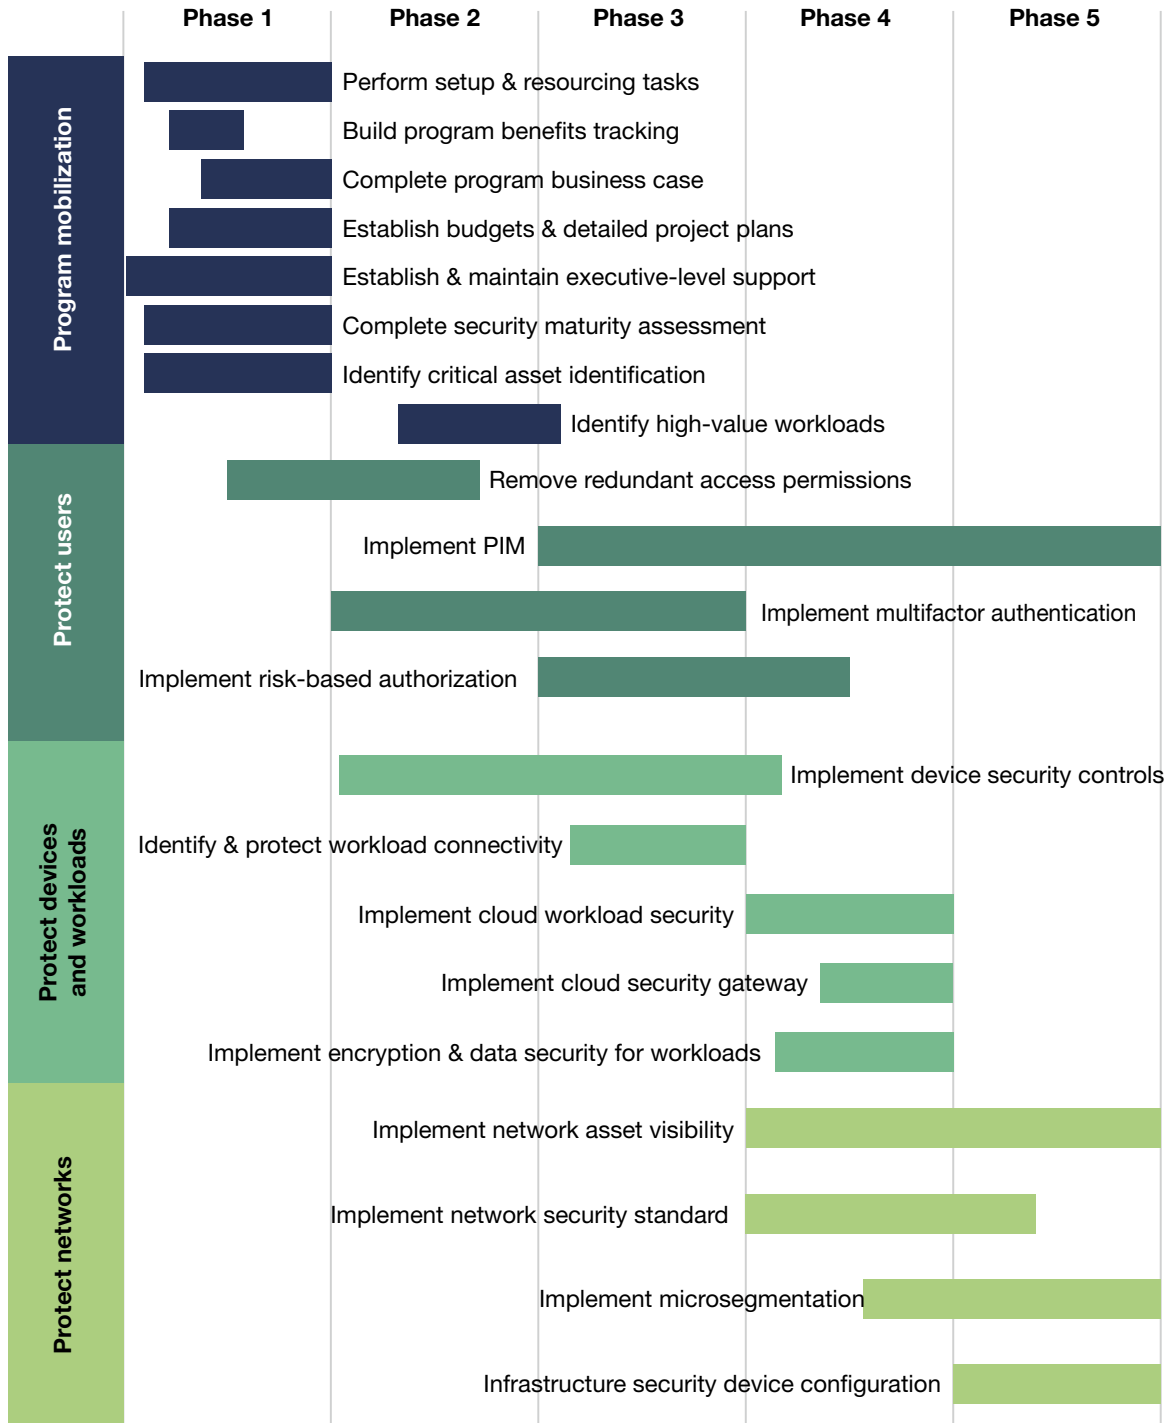 Phase 1
Phase 2
Phase 3
Phase 4
Phase 5
Program mobilization
Perform setup & resourcing tasks
Build program benefits tracking
Complete program business case
Establish budgets & detailed project plans
Establish & maintain executive-level support
Complete security maturity assessment
Identify critical asset identification
Identify high-value workloads
Protect users
Remove redundant access permissions
Implement PIM
Implement multifactor authentication
Implement risk-based authorization
Protect devices
and workloads
Implement device security controls
Identify & protect workload connectivity
Implement cloud workload security
Implement cloud security gateway
Implement encryption & data security for workloads
Protect networks
Implement network asset visibility
Implement network security standard
Implement microsegmentation
Infrastructure security device configuration